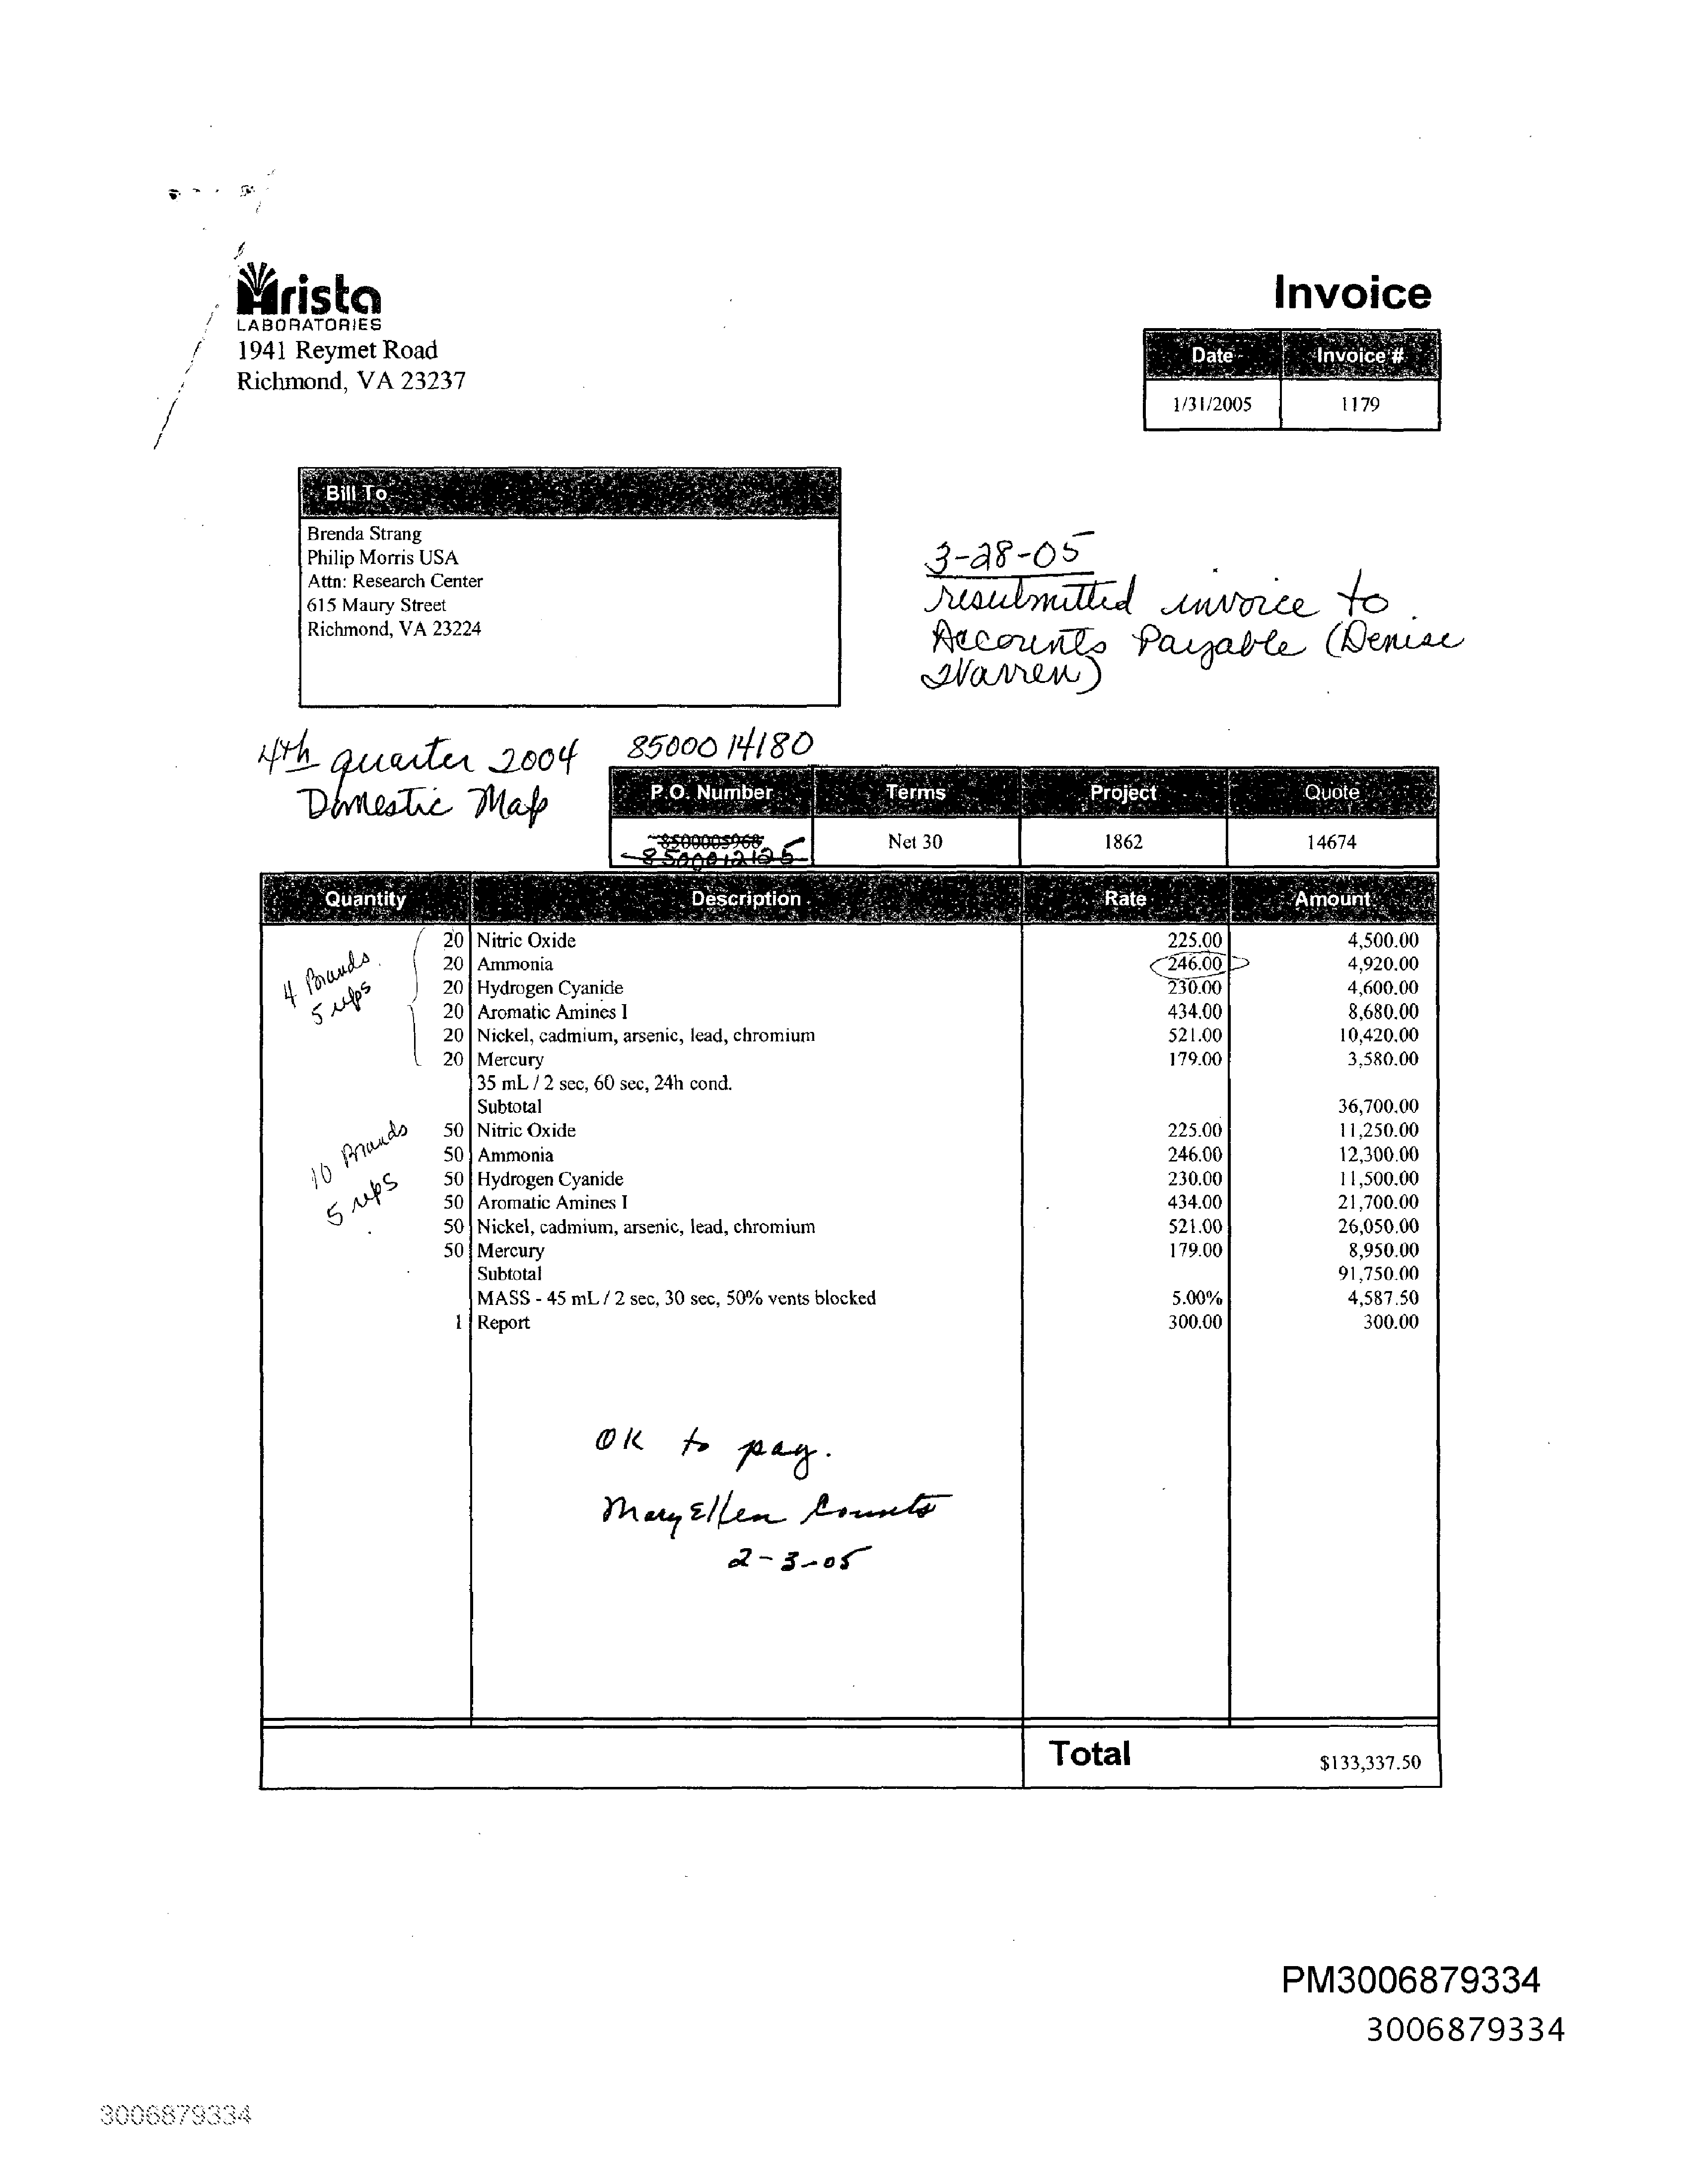 Arista
LABORATORIES
1941 Reymet Road
Richmond, VA 23237
Invoice
Date Invoice #
1/31/2005 1179
Bill To
Brenda Strang
Philip Morris USA
Attn: Research Center
615 Maury Street
Richmond, VA 23224
3-28-05
resubmitted invoice to
Accounts Payable (Denise
Warren)
4th quarter 2004
Domestic Map
8500014180
P.O. Number Terms Project Quote
8500005968 Net 30 1862 14674
8500012125
Quantity Description Rate Amount
4 Brands
5 reps
20 Nitric Oxide 225.00 4,500.00
20 Ammonia 246.00 4,920.00
20 Hydrogen Cyanide 230.00 4,600.00
20 Aromatic Amines I 434.00 8,680.00
20 Nickel, cadmium, arsenic, lead, chromium 521.00 10,420.00
20 Mercury 179.00 3,580.00
35 mL / 2 sec, 60 sec, 24h cond.
Subtotal 36,700.00
10 Brands
5 reps
50 Nitric Oxide 225.00 11,250.00
50 Ammonia 246.00 12,300.00
50 Hydrogen Cyanide 230.00 11,500.00
50 Aromatic Amines I 434.00 21,700.00
50 Nickel, cadmium, arsenic, lead, chromium 521.00 26,050.00
50 Mercury 179.00 8,950.00
Subtotal 91,750.00
MASS - 45 mL / 2 sec, 30 sec, 50% vents blocked 5.00% 4,587.50
1 Report 300.00 300.00
OK to pay.
Mary Ellen Counts
2-3-05
Total $133,337.50
PM3006879334
3006879334
3006879334